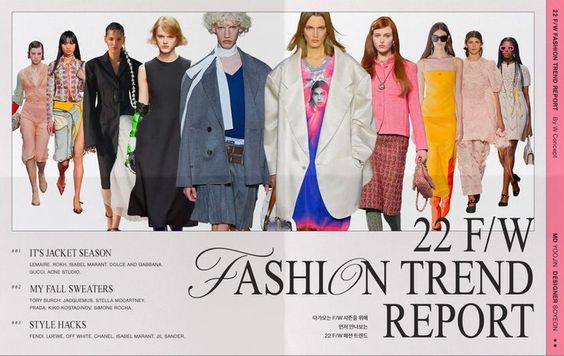 22 F/W FASHION TREND REPORT By W Concept
MD YOOJIN DESIGNER SOYEON
22 F/W
FASHION TREND
REPORT
#01 IT'S JACKET SEASON
LEMAIRE, ROKH, ISABEL MARANT, DOLCE AND GABBANA,
GUCCI, ACNE STUDIO.
#02 MY FALL SWEATERS
TORY BURCH, JACQUEMUS, STELLA MCCARTNEY,
PRADA, KIKO KOSTADINOV, SIMONE ROCHA.
#03 STYLE HACKS
FENDI, LOEWE, OFF WHITE, CHANEL, ISABEL MARANT, JIL SANDER.
다가오는 F/W 시즌을 위해
먼저 만나보는
22 F/W 패션 트렌드